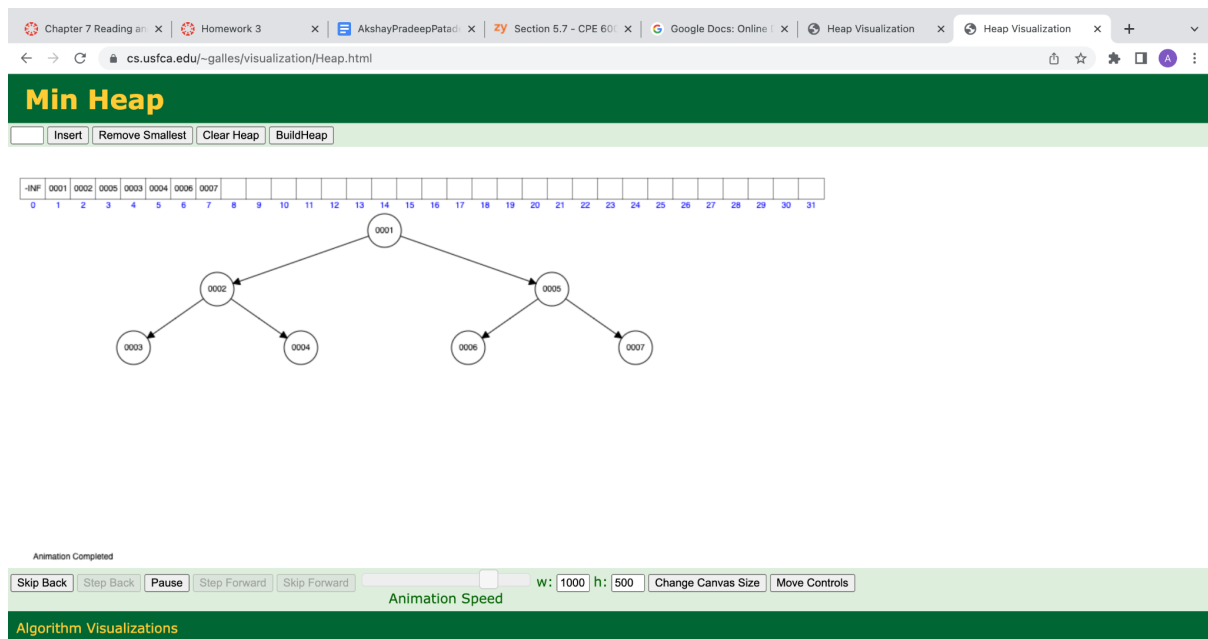 Chapter 7 Reading an Homework 3 AkshayPradeepPatad zy Section 5.7 - CPE 600 G Google Docs: Online Heap Visualization Heap Visualization
cs.usfca.edu/~galles/visualization/Heap.html A
Min Heap
Insert Remove Smallest Clear Heap BuildHeap
-INF 0001 0002 0005 0003 0004 0006 0007
0 1 2 3 4 5 6 7 8 9 10 11 12 13 14 15 16 17 18 19 20 21 22 23 24 25 26 27 28 29 30 31
0001
0002 0005
0003 0004 0006 0007
Animation Completed
Skip Back Step Back Pause Step Forward Skip Forward w: 1000 h: 500 Change Canvas Size Move Controls
Animation Speed
Algorithm Visualizations